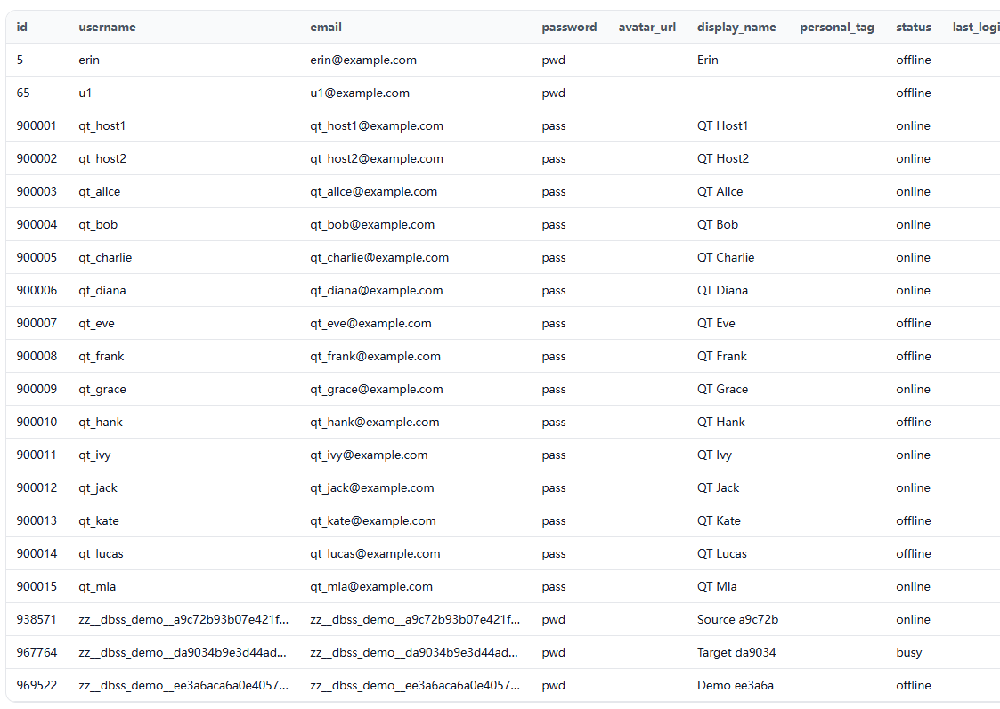 id username email password avatar_url display_name personal_tag status last_logi
5 erin erin@example.com pwd Erin offline
65 u1 u1@example.com pwd offline
900001 qt_host1 qt_host1@example.com pass QT Host1 online
900002 qt_host2 qt_host2@example.com pass QT Host2 online
900003 qt_alice qt_alice@example.com pass QT Alice online
900004 qt_bob qt_bob@example.com pass QT Bob online
900005 qt_charlie qt_charlie@example.com pass QT Charlie online
900006 qt_diana qt_diana@example.com pass QT Diana online
900007 qt_eve qt_eve@example.com pass QT Eve offline
900008 qt_frank qt_frank@example.com pass QT Frank offline
900009 qt_grace qt_grace@example.com pass QT Grace online
900010 qt_hank qt_hank@example.com pass QT Hank offline
900011 qt_ivy qt_ivy@example.com pass QT Ivy online
900012 qt_jack qt_jack@example.com pass QT Jack online
900013 qt_kate qt_kate@example.com pass QT Kate offline
900014 qt_lucas qt_lucas@example.com pass QT Lucas offline
900015 qt_mia qt_mia@example.com pass QT Mia online
938571 zz__dbss_demo__a9c72b93b07e421f... zz__dbss_demo__a9c72b93b07e421f... pwd Source a9c72b online
967764 zz__dbss_demo__da9034b9e3d44ad... zz__dbss_demo__da9034b9e3d44ad... pwd Target da9034 busy
969522 zz__dbss_demo__ee3a6aca6a0e4057... zz__dbss_demo__ee3a6aca6a0e4057... pwd Demo ee3a6a offline